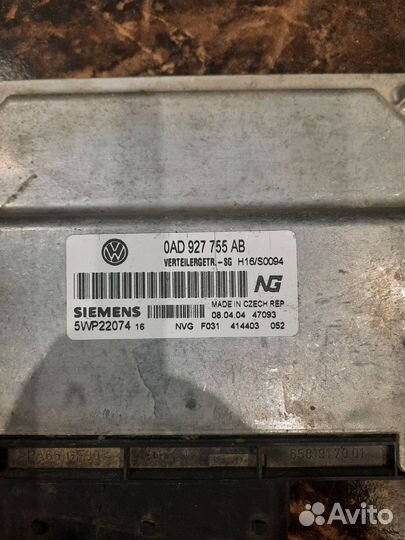 0AD 927 755 AB
VERTEILERGETR.-SG H16/S0094
NG
MADE IN CZECH REP
SIEMENS
08.04.04 47093
5WP22074 16
NVG F031 414403 052
Avito